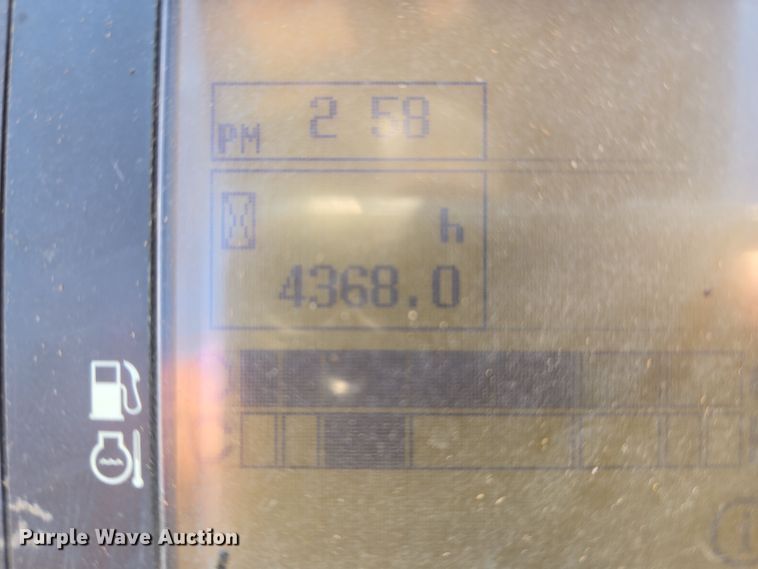 PM 2 58
h
4368.0
Purple Wave Auction